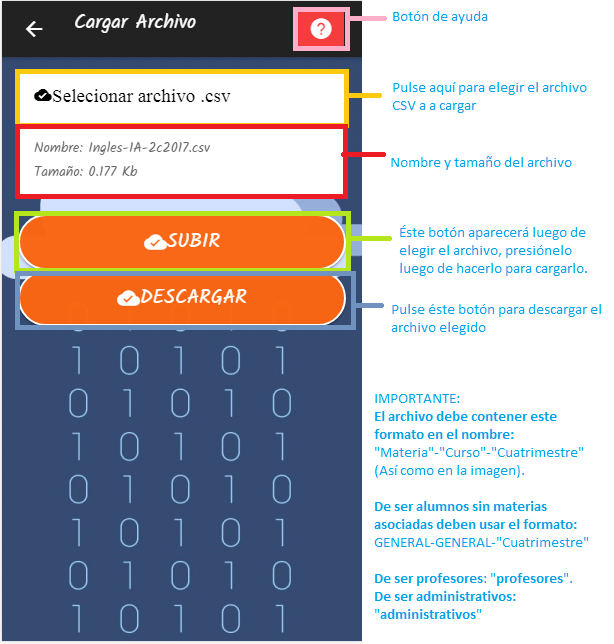 Cargar Archivo
?
Botón de ayuda
Selecionar archivo .csv
Pulse aquí para elegir el archivo
CSV a a cargar
Nombre: Ingles-1A-2c2017.csv
Tamaño: 0.177 Kb
Nombre y tamaño del archivo
SUBIR
Éste botón aparecerá luego de
elegir el archivo, presiónelo
luego de hacerlo para cargarlo.
DESCARGAR
Pulse éste botón para descargar el
archivo elegido
1 0 1 0 1
0 1 0 1 0
1 0 1 0 1
0 1 0 1 0
1 0 1 0 1
0 1 0 1 0
1 0 1 0 1
IMPORTANTE:
El archivo debe contener este
formato en el nombre:
"Materia"-"Curso"-"Cuatrimestre"
(Así como en la imagen).
De ser alumnos sin materias
asociadas deben usar el formato:
GENERAL-GENERAL-"Cuatrimestre"
De ser profesores: "profesores".
De ser administrativos:
"administrativos"